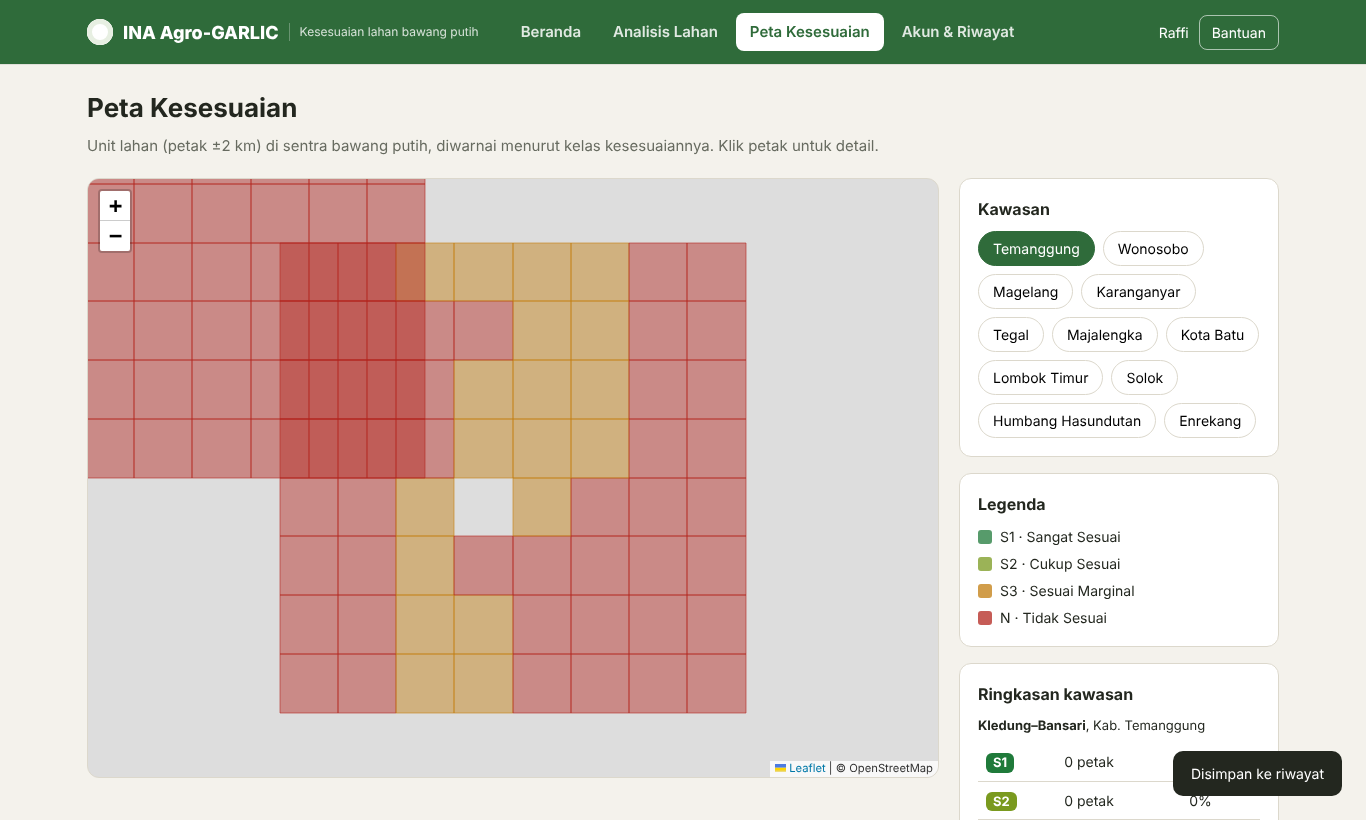 INA Agro-GARLIC
Kesesuaian lahan bawang putih
Beranda
Analisis Lahan
Peta Kesesuaian
Akun & Riwayat
Raffi
Bantuan
Peta Kesesuaian
Unit lahan (petak ±2 km) di sentra bawang putih, diwarnai menurut kelas kesesuaiannya. Klik petak untuk detail.
+
−
Leaflet | © OpenStreetMap
Kawasan
Temanggung
Wonosobo
Magelang
Karanganyar
Tegal
Majalengka
Kota Batu
Lombok Timur
Solok
Humbang Hasundutan
Enrekang
Legenda
S1 · Sangat Sesuai
S2 · Cukup Sesuai
S3 · Sesuai Marginal
N · Tidak Sesuai
Ringkasan kawasan
Kledung–Bansari, Kab. Temanggung
S1 0 petak
S2 0 petak 0%
Disimpan ke riwayat